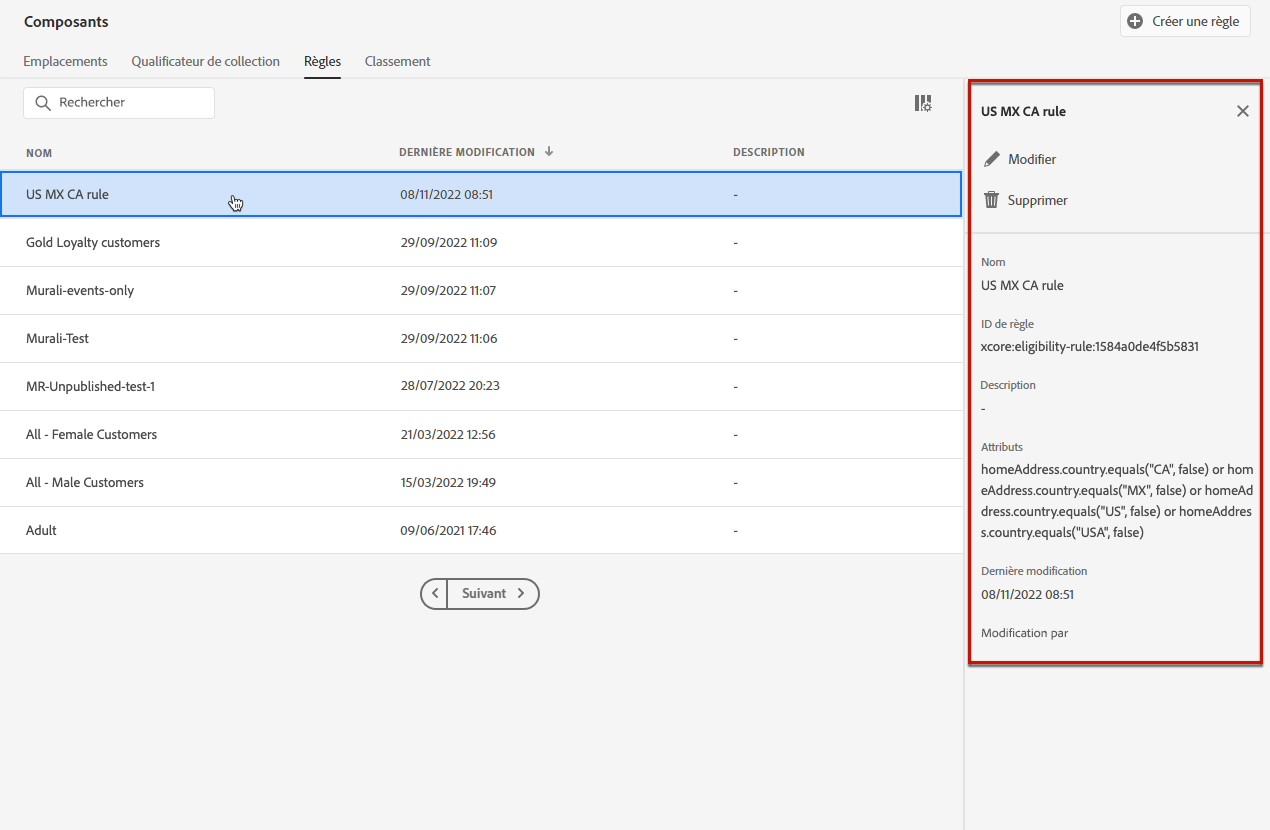 Composants
Créer une règle
Emplacements Qualificateur de collection Règles Classement
Rechercher
NOM DERNIÈRE MODIFICATION DESCRIPTION
US MX CA rule 08/11/2022 08:51 -
Gold Loyalty customers 29/09/2022 11:09 -
Murali-events-only 29/09/2022 11:07 -
Murali-Test 29/09/2022 11:06 -
MR-Unpublished-test-1 28/07/2022 20:23 -
All - Female Customers 21/03/2022 12:56 -
All - Male Customers 15/03/2022 19:49 -
Adult 09/06/2021 17:46 -
Suivant
US MX CA rule
Modifier
Supprimer
Nom
US MX CA rule
ID de règle
xcore:eligibility-rule:1584a0de4f5b5831
Description
-
Attributs
homeAddress.country.equals("CA", false) or hom
eAddress.country.equals("MX", false) or homeAd
dress.country.equals("US", false) or homeAddres
s.country.equals("USA", false)
Dernière modification
08/11/2022 08:51
Modification par